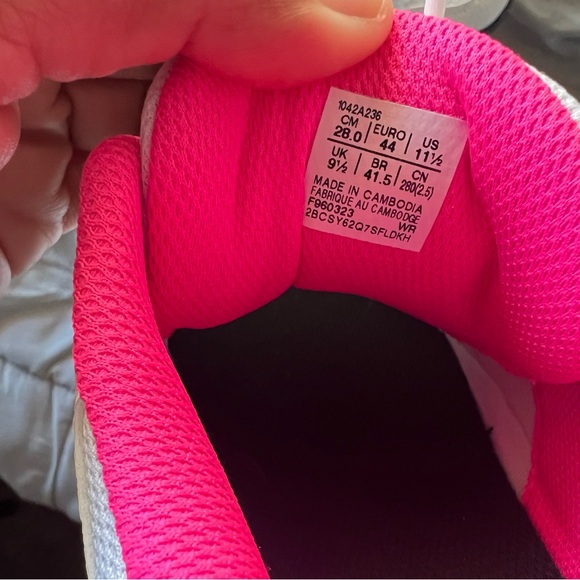 1042A236
CM 28.0 | EURO 44 | US 11½
UK 9½ | BR 41.5 | CN 280(2.5)
MADE IN CAMBODIA
FABRIQUE AU CAMBODGE
F960323 WR
2BCSY62Q7SFLDKH